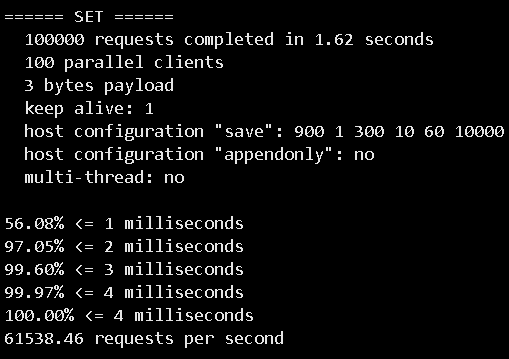 ====== SET ======
100000 requests completed in 1.62 seconds
100 parallel clients
3 bytes payload
keep alive: 1
host configuration "save": 900 1 300 10 60 10000
host configuration "appendonly": no
multi-thread: no
56.08% <= 1 milliseconds
97.05% <= 2 milliseconds
99.60% <= 3 milliseconds
99.97% <= 4 milliseconds
100.00% <= 4 milliseconds
61538.46 requests per second